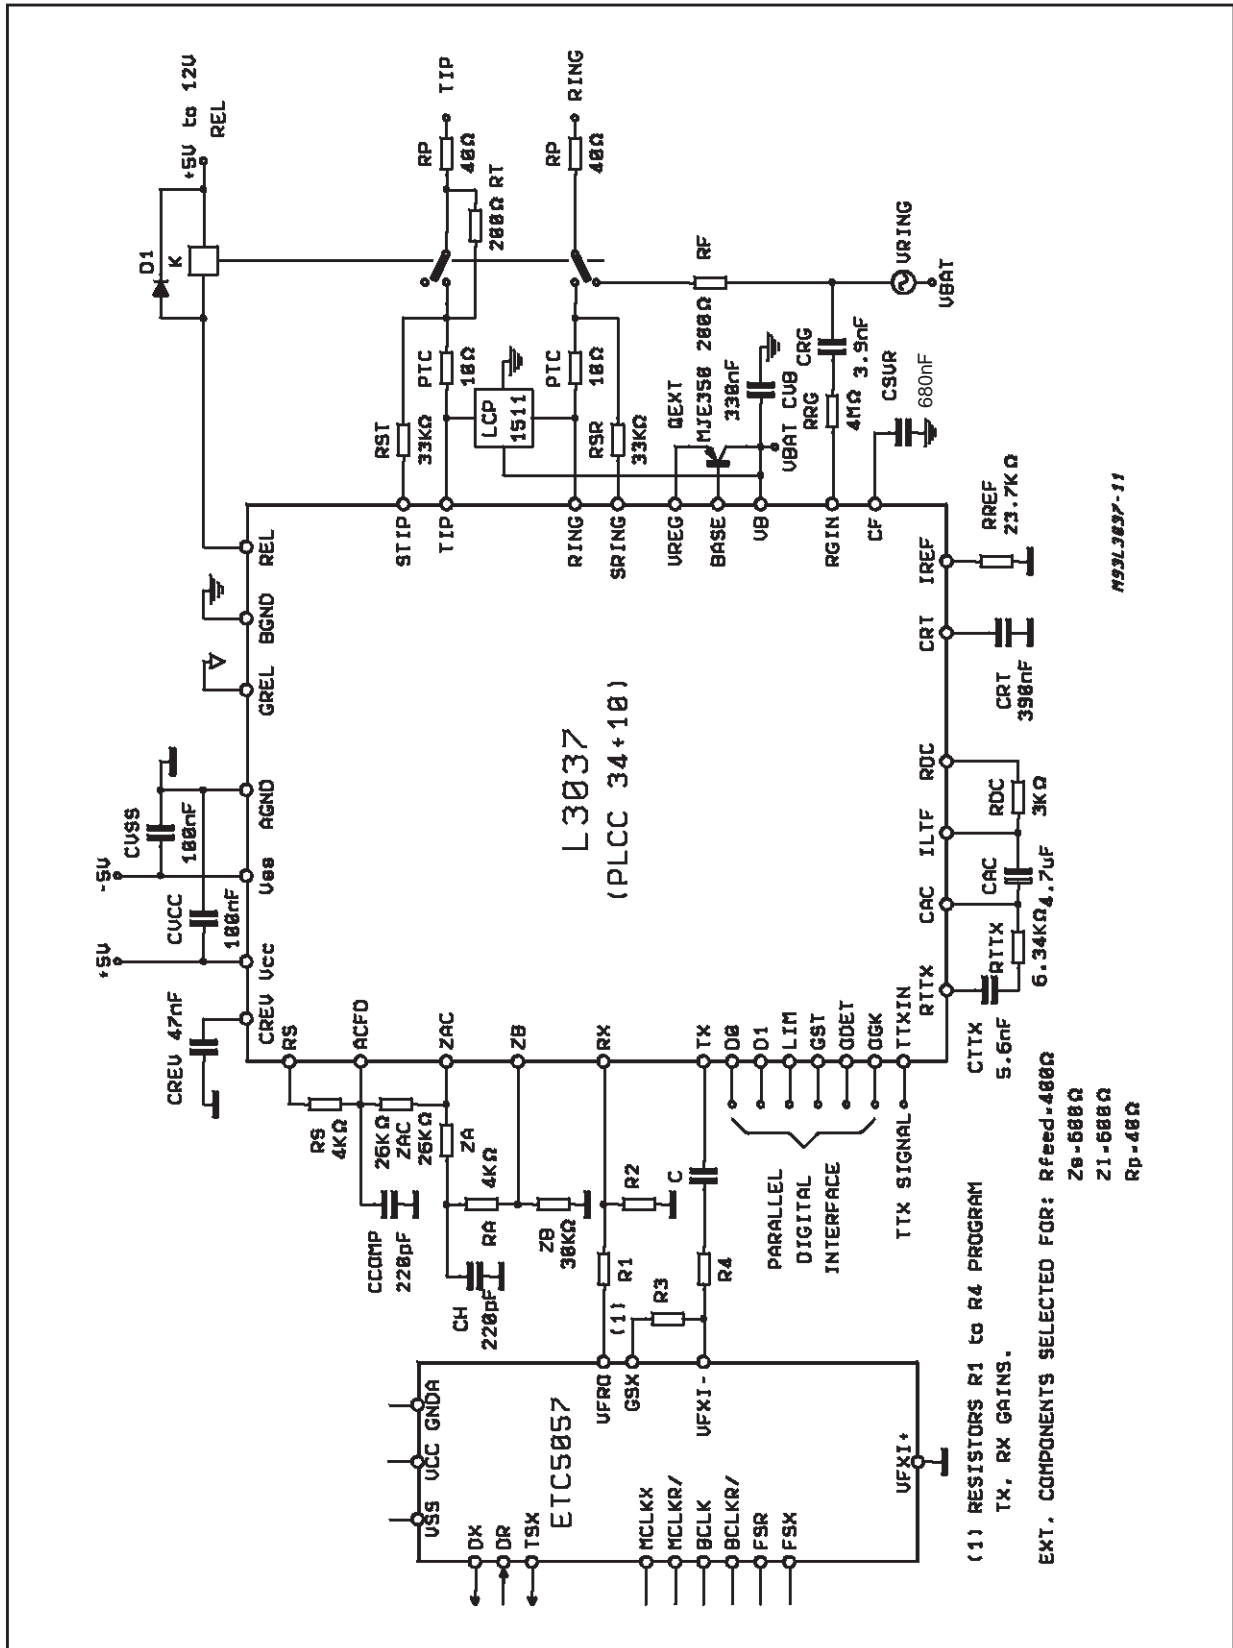 +5V to 12V
REL
D1
K
TIP
RING
RP
40Ω
RP
40Ω
200Ω RT
PTC
10Ω
PTC
10Ω
LCP
1511
RST
33KΩ
RSR
33KΩ
QEXT
MJE350
RF
200Ω
VRING
VBAT
CVB
330nF
VBAT
CRG
3.9nF
RRG
4MΩ
CSVR
680nF
STIP
TIP
RING
SRING
VREG
BASE
VB
RGIN
CF
REL
BGND
GREL
AGND
VSS
VCC
CREV
CVSS
100nF
-5V
CVCC
100nF
+5V
CREV 47nF
L3037
(PLCC 34+10)
IREF
CRT
RDC
ILTF
CAC
RTTX
RREF
23.7KΩ
CRT
390nF
RDC
3KΩ
CAC
4.7uF
RTTX
6.34KΩ
CTTX
5.6nF
RS
ACFD
ZAC
ZB
RX
TX
D0
D1
LIM
GST
ODET
OGK
TTXIN
RS
4KΩ
26KΩ
ZAC
26KΩ
ZA
CCOMP
220pF
RA
4KΩ
CH
220pF
ZB
30KΩ
R1
R2
(1)
R3
R4
C
PARALLEL
DIGITAL
INTERFACE
TTX SIGNAL
ETC5057
VSS
VCC
GNDA
VFRO
GSX
VFXI-
VFXI+
DX
DR
TSX
MCLKX
MCLKR/
BCLK
BCLKR/
FSR
FSX
(1) RESISTORS R1 to R4 PROGRAM
TX, RX GAINS.
EXT. COMPONENTS SELECTED FOR: Rfeed=400Ω
Zs=600Ω
Zl=600Ω
Rp=40Ω
M93L3037-11